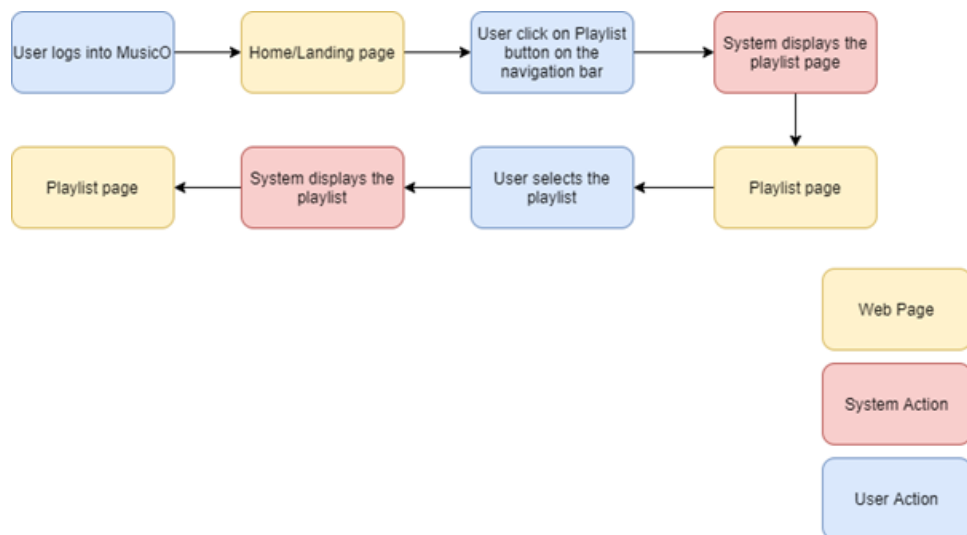 User logs into MusicO
Home/Landing page
User click on Playlist
button on the
navigation bar
System displays the
playlist page
Playlist page
System displays the
playlist
User selects the
playlist
Playlist page
Web Page
System Action
User Action